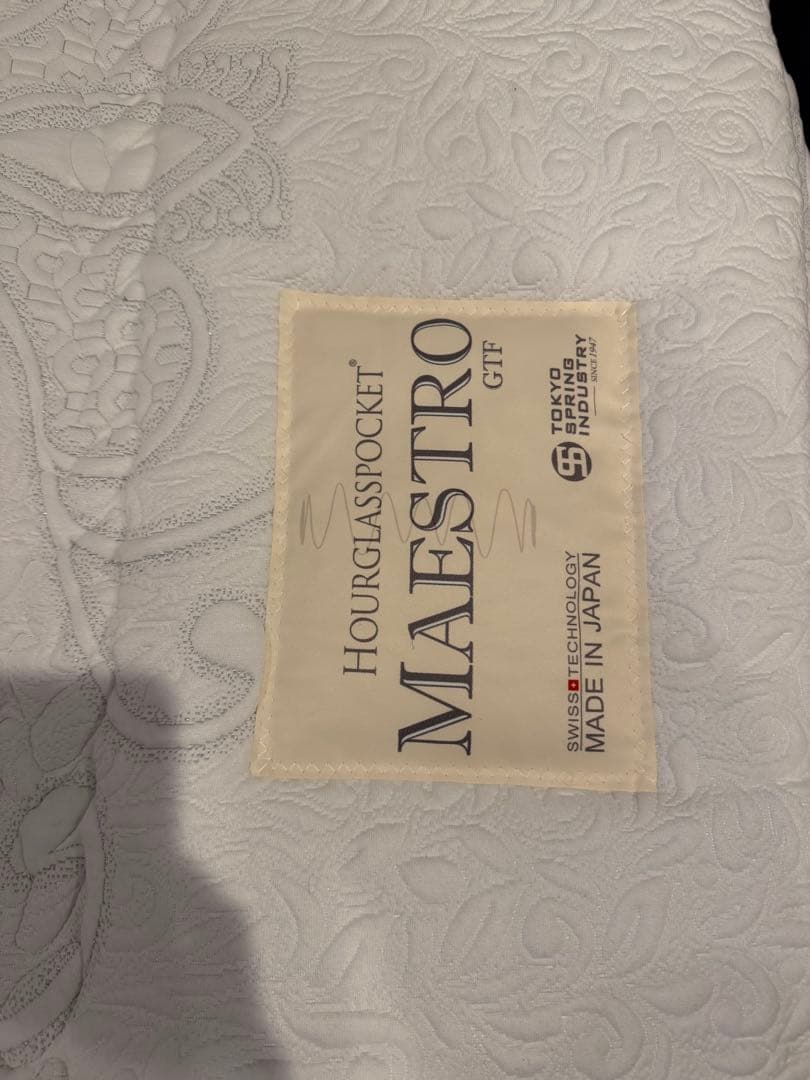 HOURGLASSPOCKET®
MAESTRO
GTF
SWISS TECHNOLOGY
MADE IN JAPAN
TOKYO
SPRING
INDUSTRY
SINCE 1947